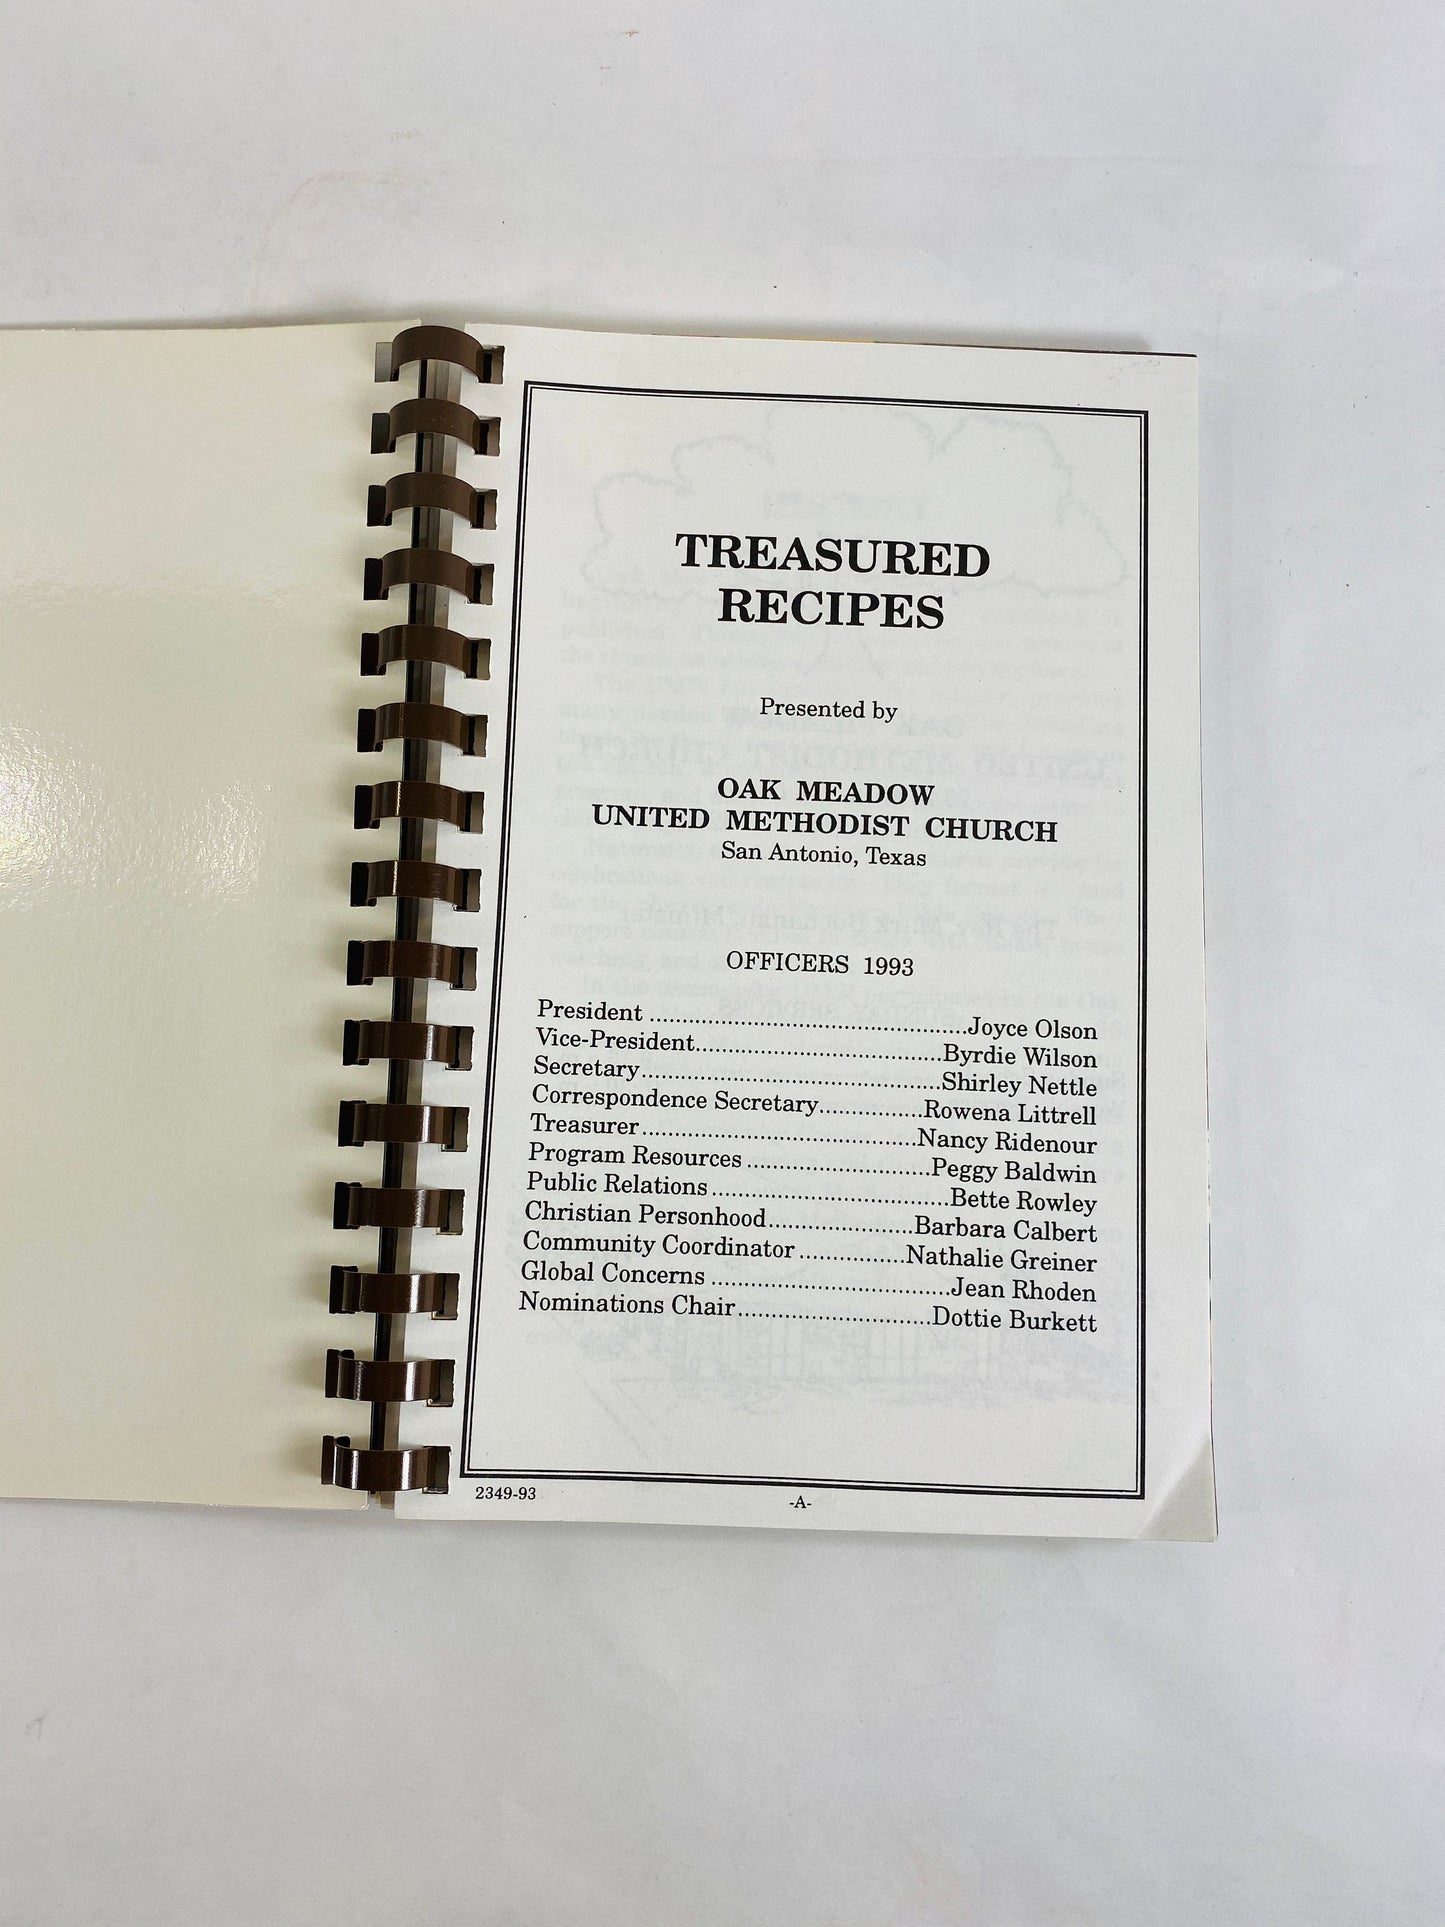 TREASURED
RECIPES
Presented by
OAK MEADOW
UNITED METHODIST CHURCH
San Antonio, Texas
OFFICERS 1993
President ................................................Joyce Olson
Vice-President.....................................Byrdie Wilson
Secretary.............................................Shirley Nettle
Correspondence Secretary................Rowena Littrell
Treasurer..........................................Nancy Ridenour
Program Resources ............................Peggy Baldwin
Public Relations....................................Bette Rowley
Christian Personhood......................Barbara Calbert
Community Coordinator ................Nathalie Greiner
Global Concerns ....................................Jean Rhoden
Nominations Chair.............................Dottie Burkett
2349-93
-A-